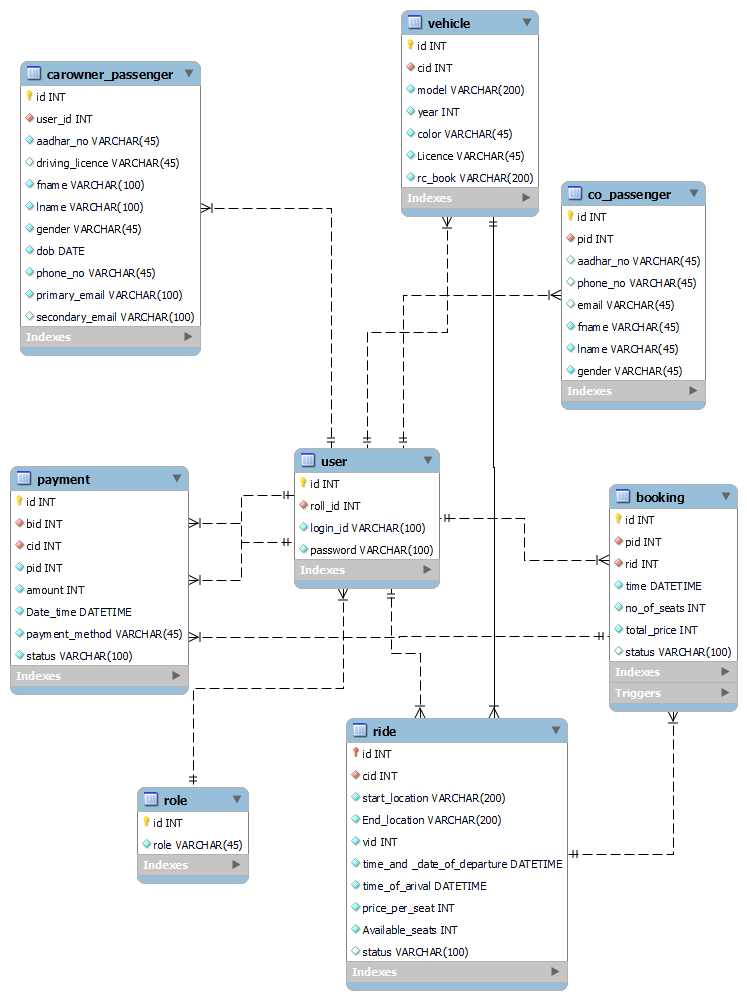 vehicle
id INT
cid INT
model VARCHAR(200)
year INT
color VARCHAR(45)
Licence VARCHAR(45)
rc_book VARCHAR(200)
Indexes
carowner_passenger
id INT
user_id INT
aadhar_no VARCHAR(45)
driving_licence VARCHAR(45)
fname VARCHAR(100)
lname VARCHAR(100)
gender VARCHAR(45)
dob DATE
phone_no VARCHAR(45)
primary_email VARCHAR(100)
secondary_email VARCHAR(100)
Indexes
co_passenger
id INT
pid INT
aadhar_no VARCHAR(45)
phone_no VARCHAR(45)
email VARCHAR(45)
fname VARCHAR(45)
lname VARCHAR(45)
gender VARCHAR(45)
Indexes
user
id INT
roll_id INT
login_id VARCHAR(100)
password VARCHAR(100)
Indexes
payment
id INT
bid INT
cid INT
pid INT
amount INT
Date_time DATETIME
payment_method VARCHAR(45)
status VARCHAR(100)
Indexes
booking
id INT
pid INT
rid INT
time DATETIME
no_of_seats INT
total_price INT
status VARCHAR(100)
Indexes
Triggers
ride
id INT
cid INT
start_location VARCHAR(200)
End_location VARCHAR(200)
vid INT
time_and _date_of_departure DATETIME
time_of_arival DATETIME
price_per_seat INT
Available_seats INT
status VARCHAR(100)
Indexes
role
id INT
role VARCHAR(45)
Indexes